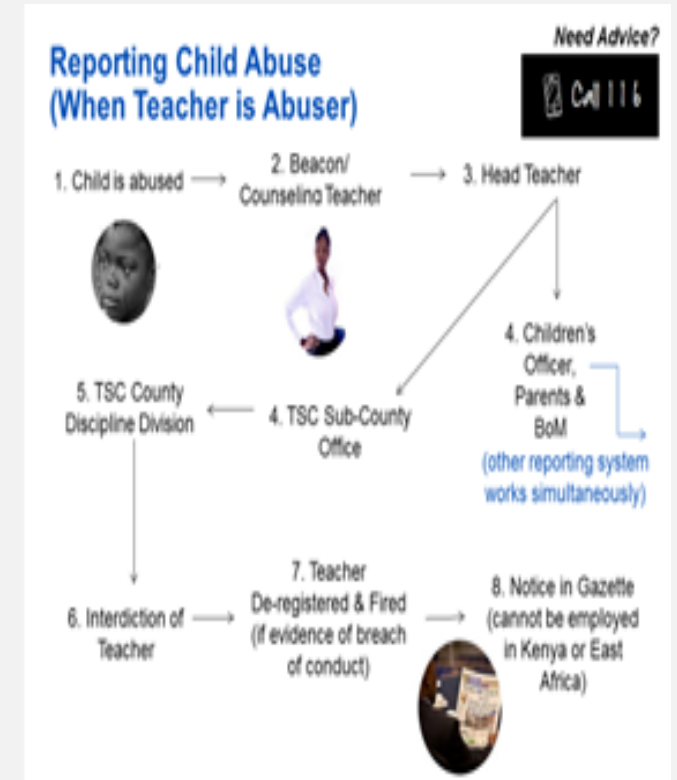 Need Advice?
Call 116
Reporting Child Abuse
(When Teacher is Abuser)
1. Child is abused
2. Beacon/
Counseling Teacher
3. Head Teacher
4. Children's
Officer,
Parents &
BoM
(other reporting system
works simultaneously)
4. TSC Sub-County
Office
5. TSC County
Discipline Division
6. Interdiction of
Teacher
7. Teacher
De-registered & Fired
(if evidence of breach
of conduct)
8. Notice in Gazette
(cannot be employed
in Kenya or East
Africa)